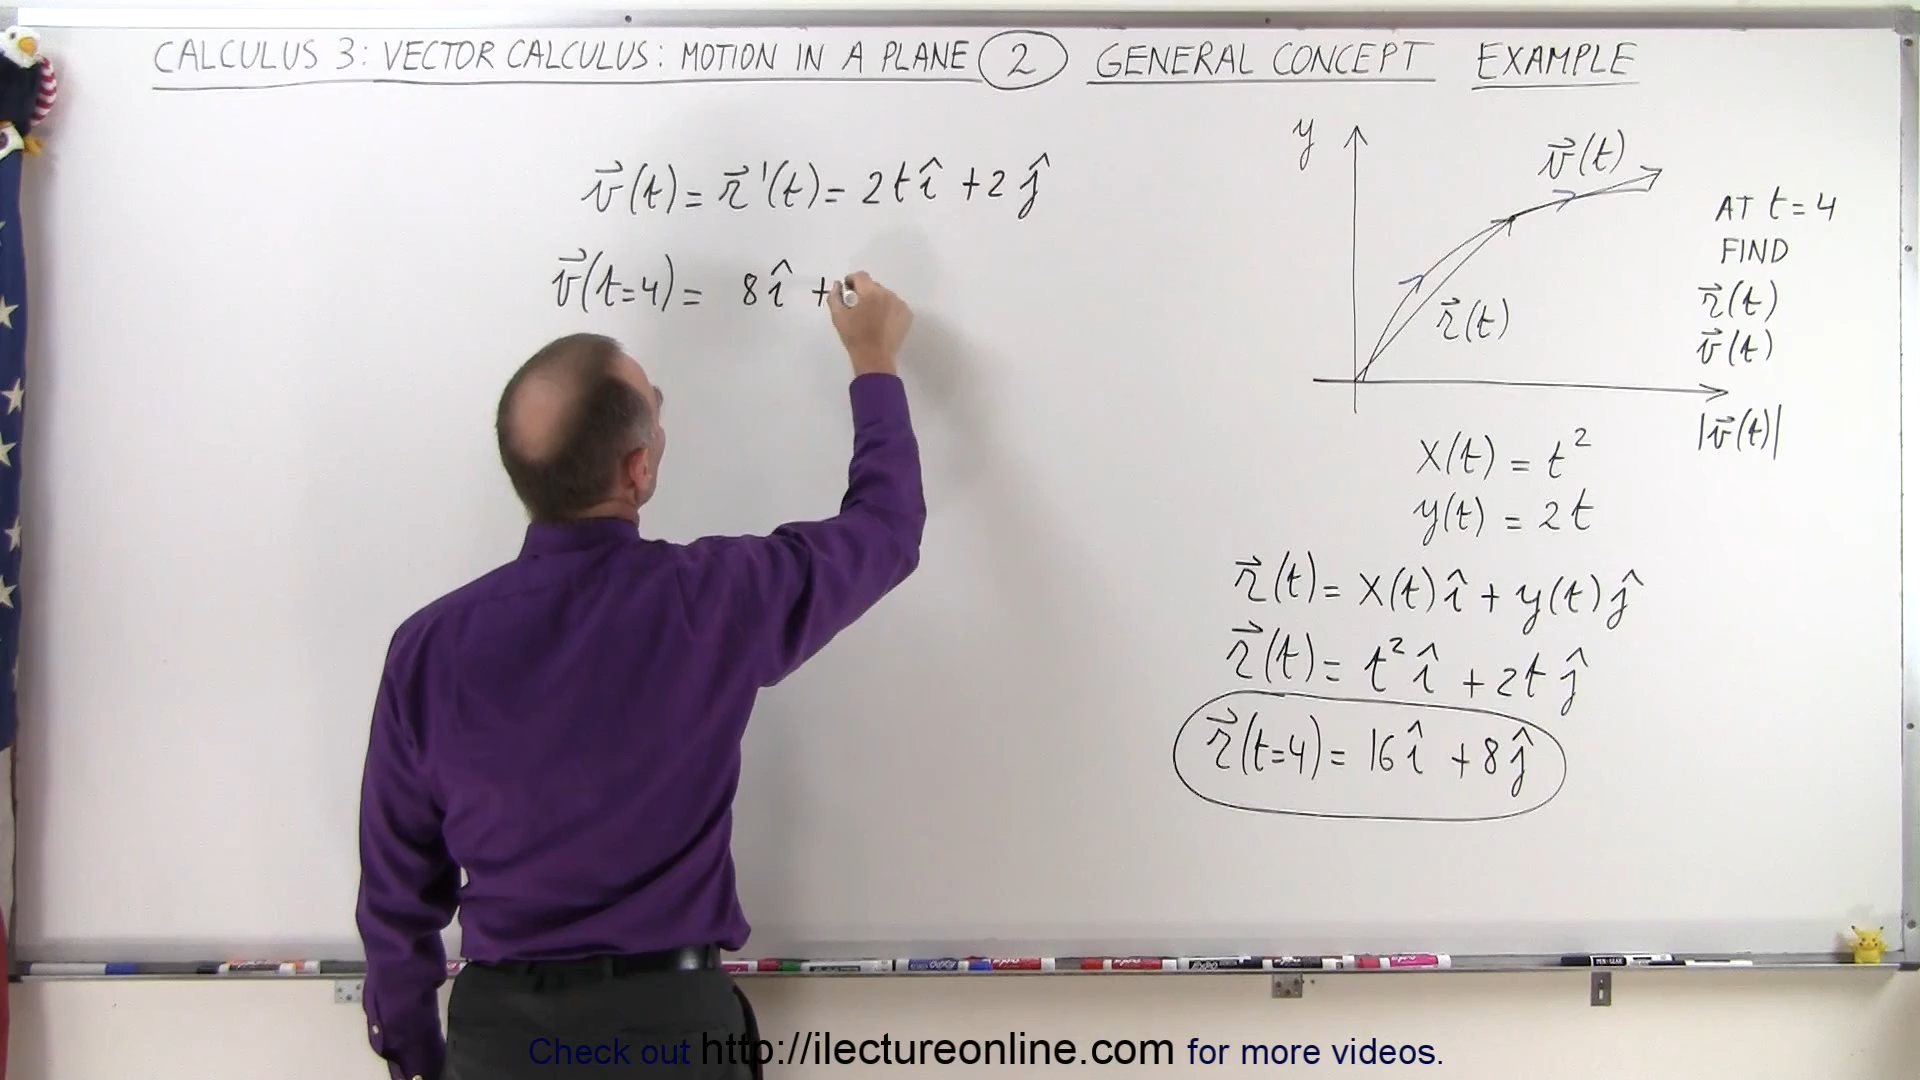 CALCULUS 3: VECTOR CALCULUS: MOTION IN A PLANE 2 GENERAL CONCEPT EXAMPLE
v⃗(t) = r⃗'(t) = 2t î + 2 ĵ
v⃗(t=4) = 8 î +
y
v⃗(t)
r⃗(t)
AT t = 4
FIND
r⃗(t)
v⃗(t)
|v⃗(t)|
x(t) = t²
y(t) = 2t
r⃗(t) = x(t) î + y(t) ĵ
r⃗(t) = t² î + 2t ĵ
r⃗(t=4) = 16 î + 8 ĵ
Check out http://ilectureonline.com for more videos.